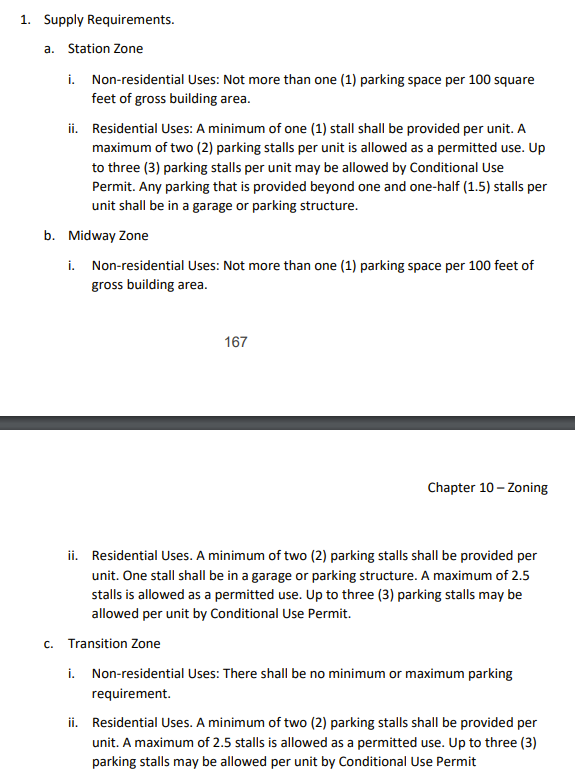 1. Supply Requirements.
a. Station Zone
i. Non-residential Uses: Not more than one (1) parking space per 100 square
feet of gross building area.
ii. Residential Uses: A minimum of one (1) stall shall be provided per unit. A
maximum of two (2) parking stalls per unit is allowed as a permitted use. Up
to three (3) parking stalls per unit may be allowed by Conditional Use
Permit. Any parking that is provided beyond one and one-half (1.5) stalls per
unit shall be in a garage or parking structure.
b. Midway Zone
i. Non-residential Uses: Not more than one (1) parking space per 100 feet of
gross building area.
167
Chapter 10 – Zoning
ii. Residential Uses. A minimum of two (2) parking stalls shall be provided per
unit. One stall shall be in a garage or parking structure. A maximum of 2.5
stalls is allowed as a permitted use. Up to three (3) parking stalls may be
allowed per unit by Conditional Use Permit.
c. Transition Zone
i. Non-residential Uses: There shall be no minimum or maximum parking
requirement.
ii. Residential Uses. A minimum of two (2) parking stalls shall be provided per
unit. A maximum of 2.5 stalls is allowed as a permitted use. Up to three (3)
parking stalls may be allowed per unit by Conditional Use Permit